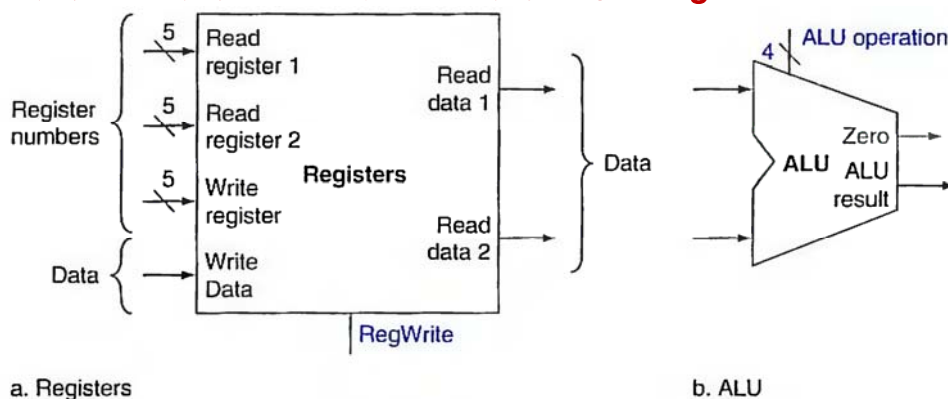 Register
numbers
5
Read
register 1
5
Read
register 2
5
Write
register
Data
Write
Data
Registers
Read
data 1
Read
data 2
Data
RegWrite
a. Registers
4
ALU operation
Zero
ALU
ALU
result
b. ALU